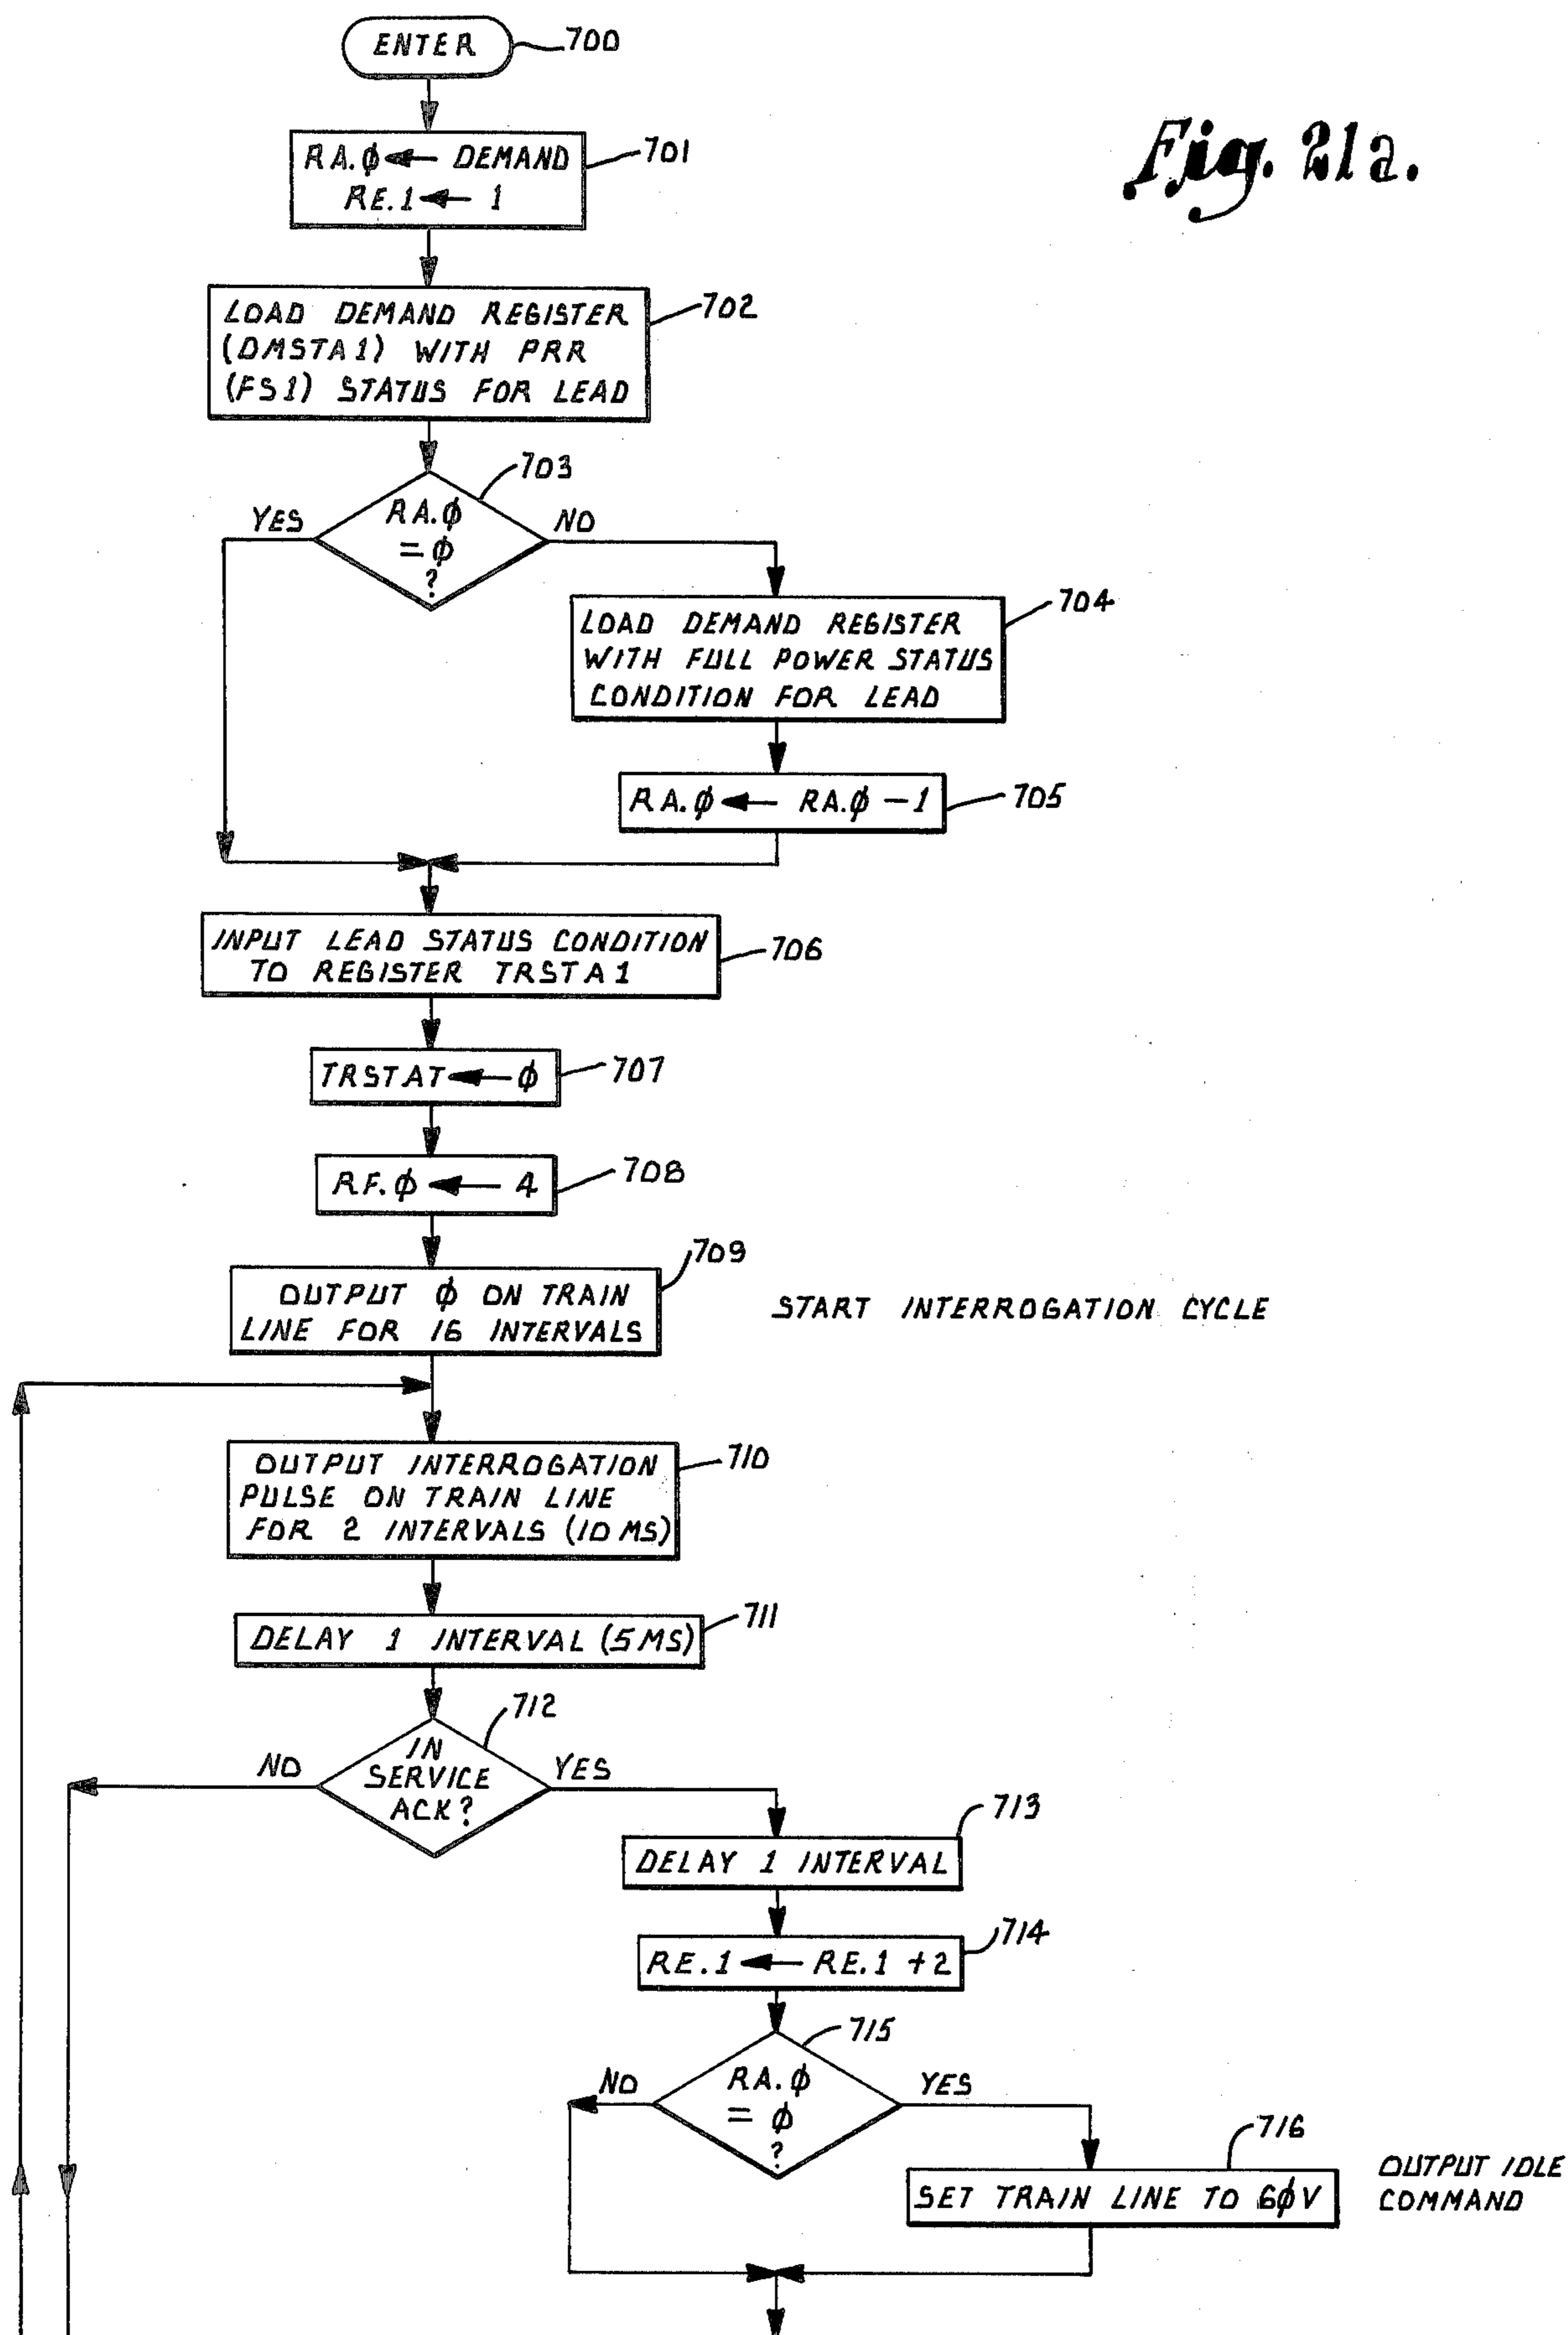 ENTER
700
Fig. 21a.
RA.φ ← DEMAND
RE.1 ← 1
701
LOAD DEMAND REGISTER
(DMSTA1) WITH PRR
(FS1) STATUS FOR LEAD
702
703
YES
RA.φ
= φ
?
NO
LOAD DEMAND REGISTER
WITH FULL POWER STATUS
CONDITION FOR LEAD
704
RA.φ ← RA.φ - 1
705
INPUT LEAD STATUS CONDITION
TO REGISTER TRSTA1
706
TRSTAT ← φ
707
RF.φ ← 4
708
709
OUTPUT φ ON TRAIN
LINE FOR 16 INTERVALS
START INTERROGATION CYCLE
OUTPUT INTERROGATION
PULSE ON TRAIN LINE
FOR 2 INTERVALS (10 MS)
710
DELAY 1 INTERVAL (5 MS)
711
712
NO
IN
SERVICE
ACK?
YES
713
DELAY 1 INTERVAL
714
RE.1 ← RE.1 + 2
715
NO
RA.φ
= φ
?
YES
716
SET TRAIN LINE TO 6φV
OUTPUT IDLE
COMMAND